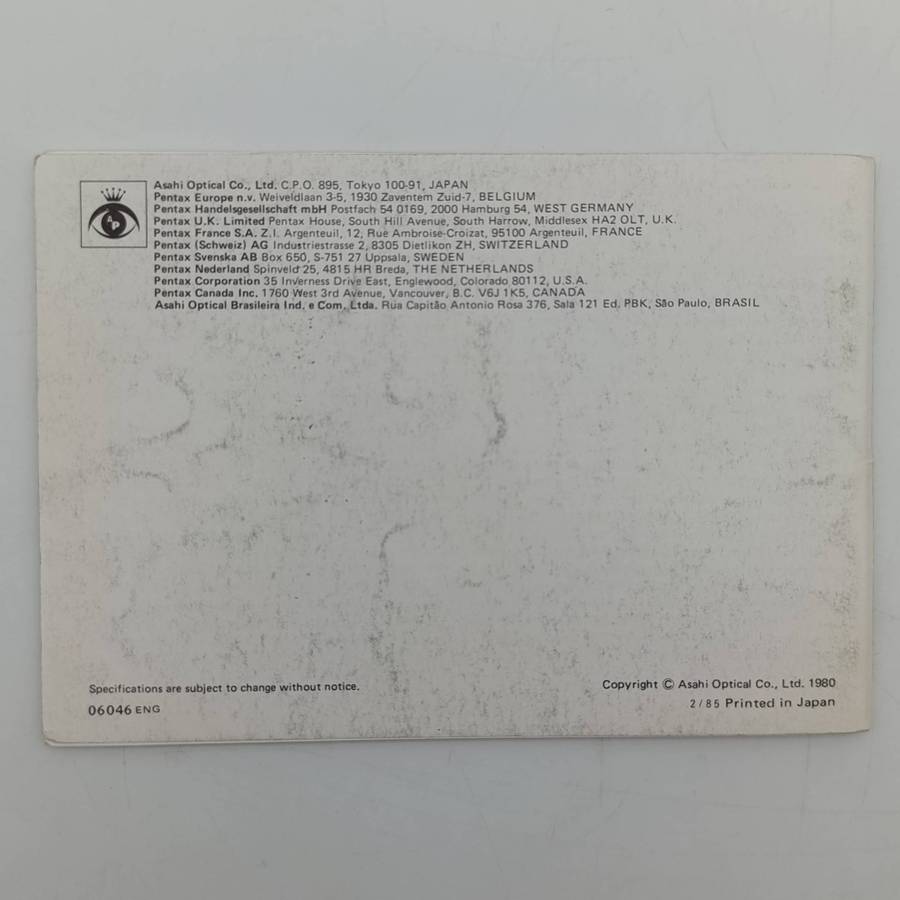 Asahi Optical Co., Ltd. C.P.O. 895, Tokyo 100-91, JAPAN
Pentax Europe n.v. Weiveldlaan 3-5, 1930 Zaventem Zuid-7, BELGIUM
Pentax Handelsgesellschaft mbH Postfach 54 0169, 2000 Hamburg 54, WEST GERMANY
Pentax U.K. Limited Pentax House, South Hill Avenue, South Harrow, Middlesex HA2 OLT, U.K.
Pentax France S.A. Z.I. Argenteuil, 12, Rue Ambroise-Croizat, 95100 Argenteuil, FRANCE
Pentax (Schweiz) AG Industriestrasse 2, 8305 Dietlikon ZH, SWITZERLAND
Pentax Svenska AB Box 650, S-751 27 Uppsala, SWEDEN
Pentax Nederland Spinveld 25, 4815 HR Breda, THE NETHERLANDS
Pentax Corporation 35 Inverness Drive East, Englewood, Colorado 80112, U.S.A.
Pentax Canada Inc. 1760 West 3rd Avenue, Vancouver, B.C. V6J 1K5, CANADA
Asahi Optical Brasileira Ind. e Com. Ltda. Rua Capitão Antonio Rosa 376, Sala 121 Ed. PBK, São Paulo, BRASIL
AP
Specifications are subject to change without notice.
06046 ENG
Copyright © Asahi Optical Co., Ltd. 1980
2/85 Printed in Japan